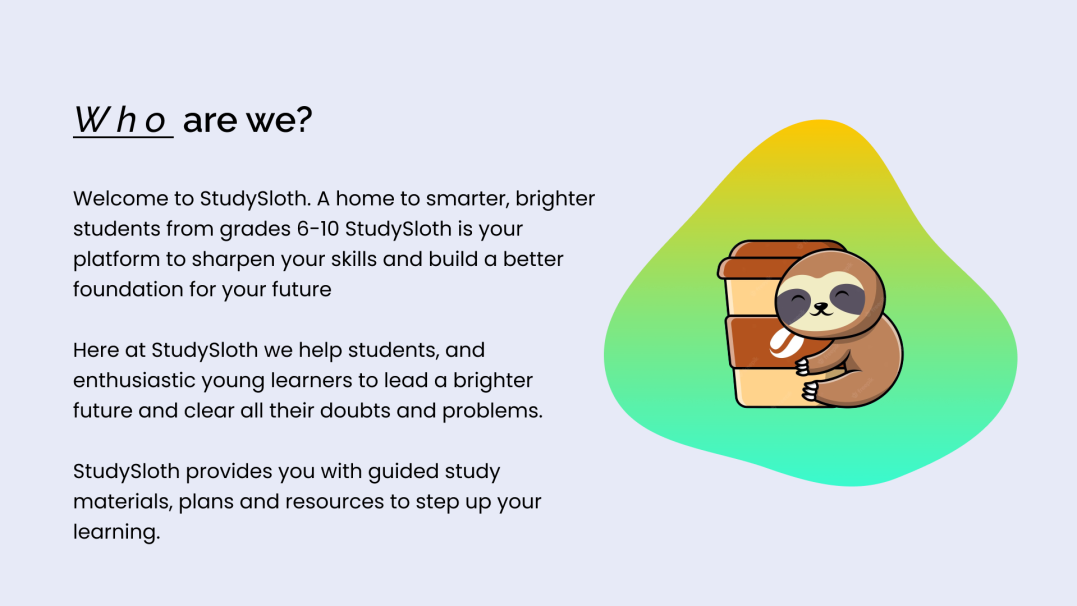 Who are we?
Welcome to StudySloth. A home to smarter, brighter
students from grades 6-10 StudySloth is your
platform to sharpen your skills and build a better
foundation for your future
Here at StudySloth we help students, and
enthusiastic young learners to lead a brighter
future and clear all their doubts and problems.
StudySloth provides you with guided study
materials, plans and resources to step up your
learning.